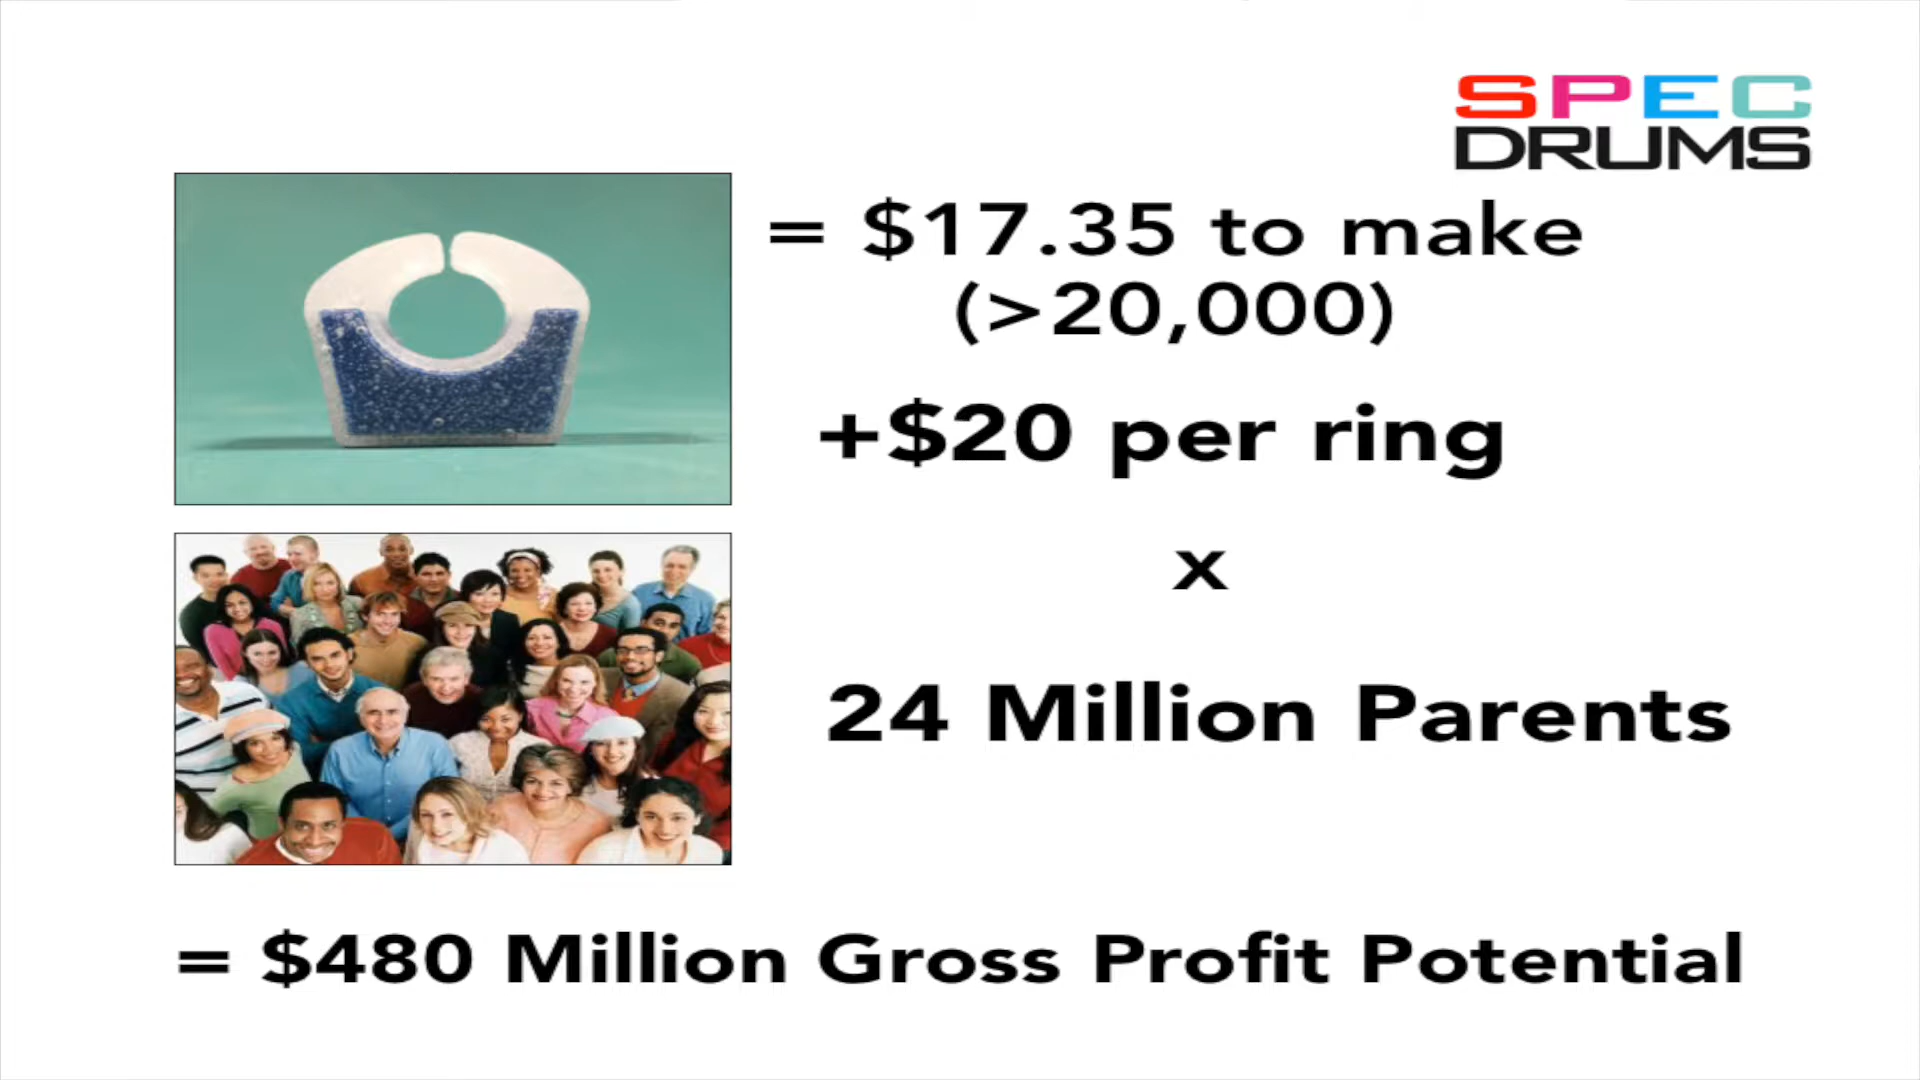 SPEC
DRUMS
= $17.35 to make
(>20,000)
+$20 per ring
x
24 Million Parents
= $480 Million Gross Profit Potential